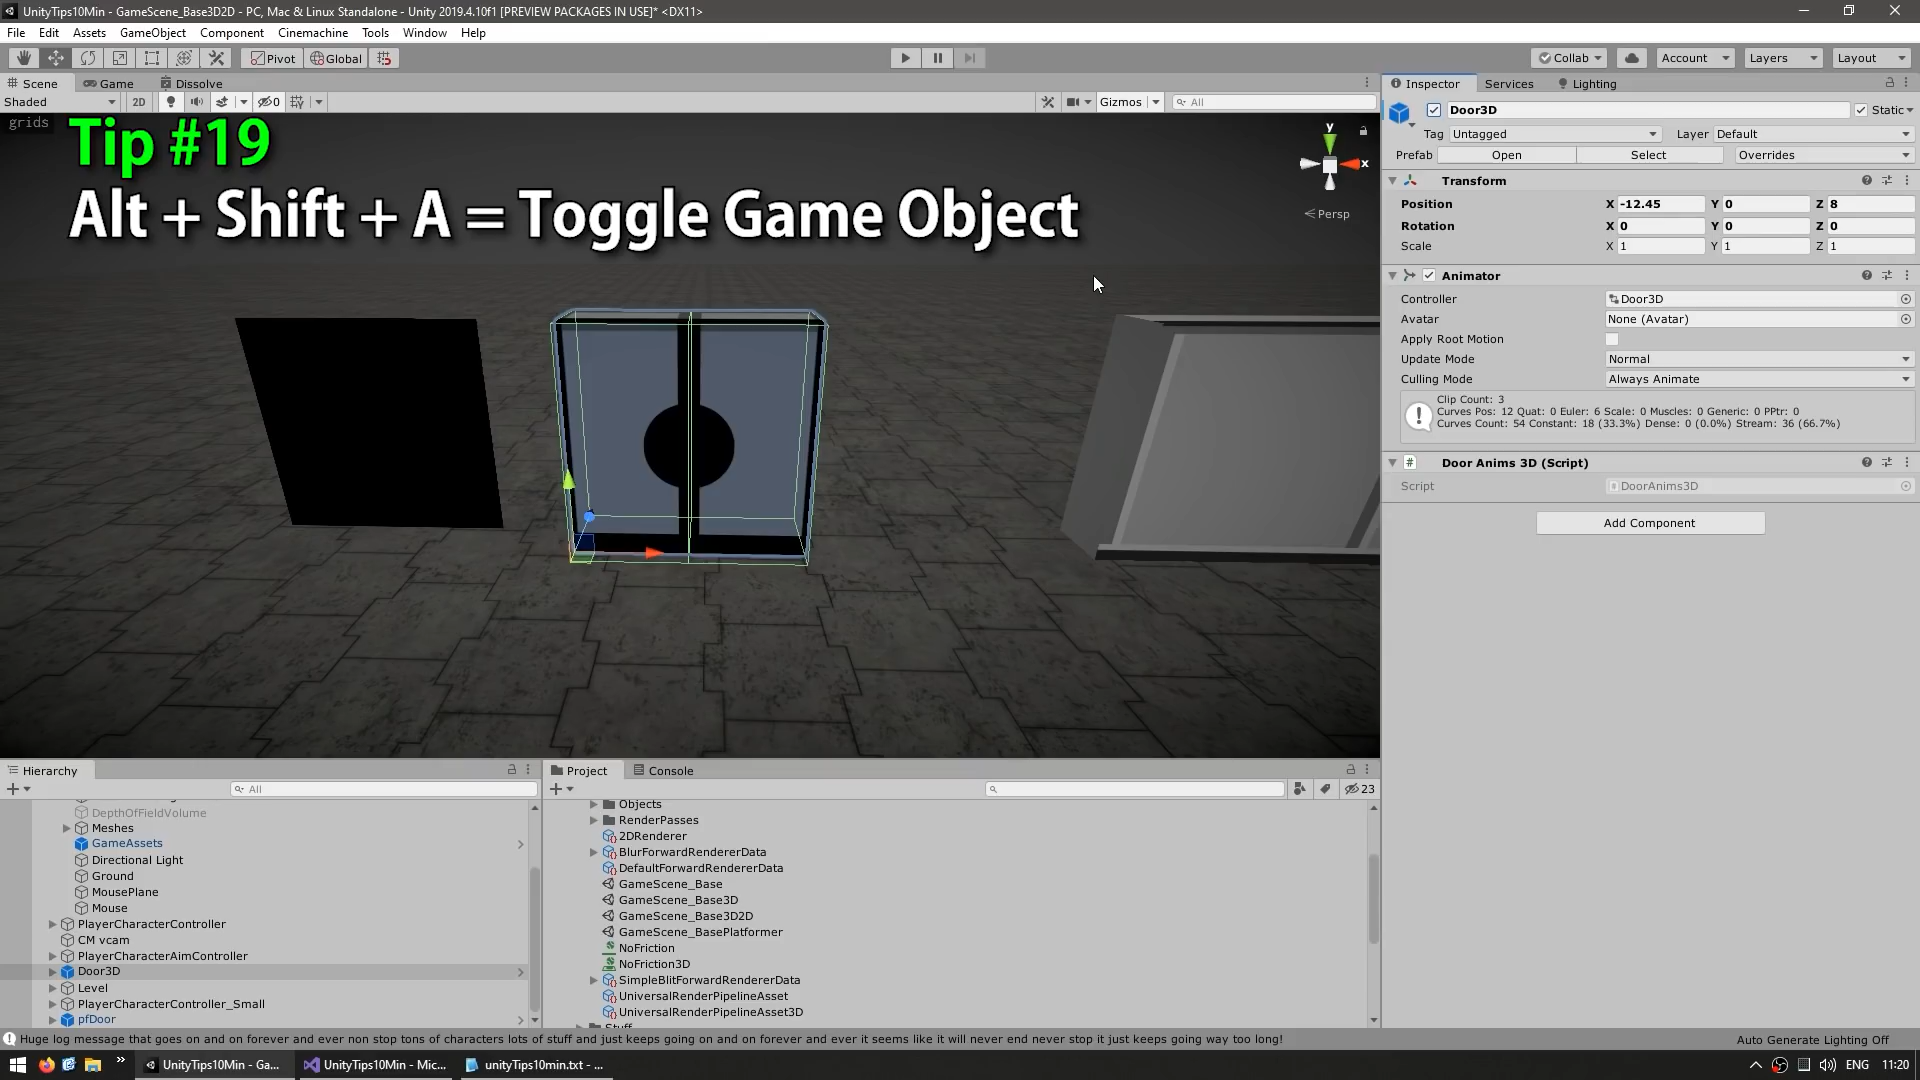 UnityTips10Min - GameScene_Base3D2D - PC, Mac & Linux Standalone - Unity 2019.4.10f1 [PREVIEW PACKAGES IN USE]* <DX11>
File Edit Assets GameObject Component Cinemachine Tools Window Help
Pivot Global Collab Account Layers Layout
Scene Game Dissolve
Shaded 2D 0 Gizmos All
grids
Tip #19
Alt + Shift + A = Toggle Game Object
y
x
Persp
Inspector Services Lighting
Door3D Static
Tag Untagged Layer Default
Prefab Open Select Overrides
Transform
Position X -12.45 Y 0 Z 8
Rotation X 0 Y 0 Z 0
Scale X 1 Y 1 Z 1
Animator
Controller Door3D
Avatar None (Avatar)
Apply Root Motion
Update Mode Normal
Culling Mode Always Animate
Clip Count: 3
Curves Pos: 12 Quat: 0 Euler: 6 Scale: 0 Muscles: 0 Generic: 0 PPtr: 0
Curves Count: 54 Constant: 18 (33.3%) Dense: 0 (0.0%) Stream: 36 (66.7%)
Door Anims 3D (Script)
Script DoorAnims3D
Add Component
Hierarchy
All
DepthOfFieldVolume
Meshes
GameAssets
Directional Light
Ground
MousePlane
Mouse
PlayerCharacterController
CM vcam
PlayerCharacterAimController
Door3D
Level
PlayerCharacterController_Small
pfDoor
Project Console
23
Objects
RenderPasses
2DRenderer
BlurForwardRendererData
DefaultForwardRendererData
GameScene_Base
GameScene_Base3D
GameScene_Base3D2D
GameScene_BasePlatformer
NoFriction
NoFriction3D
SimpleBlitForwardRendererData
UniversalRenderPipelineAsset
UniversalRenderPipelineAsset3D
Stuff
Huge log message that goes on and on forever and ever non stop tons of characters lots of stuff and just keeps going on and on forever and ever it seems like it will never end never stop it just keeps going way too long!
Auto Generate Lighting Off
UnityTips10Min - Ga... UnityTips10Min - Mic... unityTips10min.txt - ... ENG 11:20